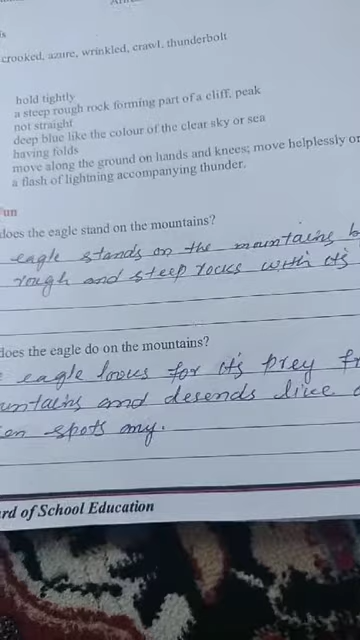 crooked, azure, wrinkled, crawl, thunderbolt
hold tightly
a steep rough rock forming part of a cliff, peak
not straight
deep blue like the colour of the clear sky or sea
having folds
move along the ground on hands and knees; move helplessly or
a flash of lightning accompanying thunder.
does the eagle stand on the mountains?
eagle stands on the mountains b
rough and steep rocks with it's
does the eagle do on the mountains?
eagle looks for it's prey fr
untains and desends like a
en spots any.
rd of School Education